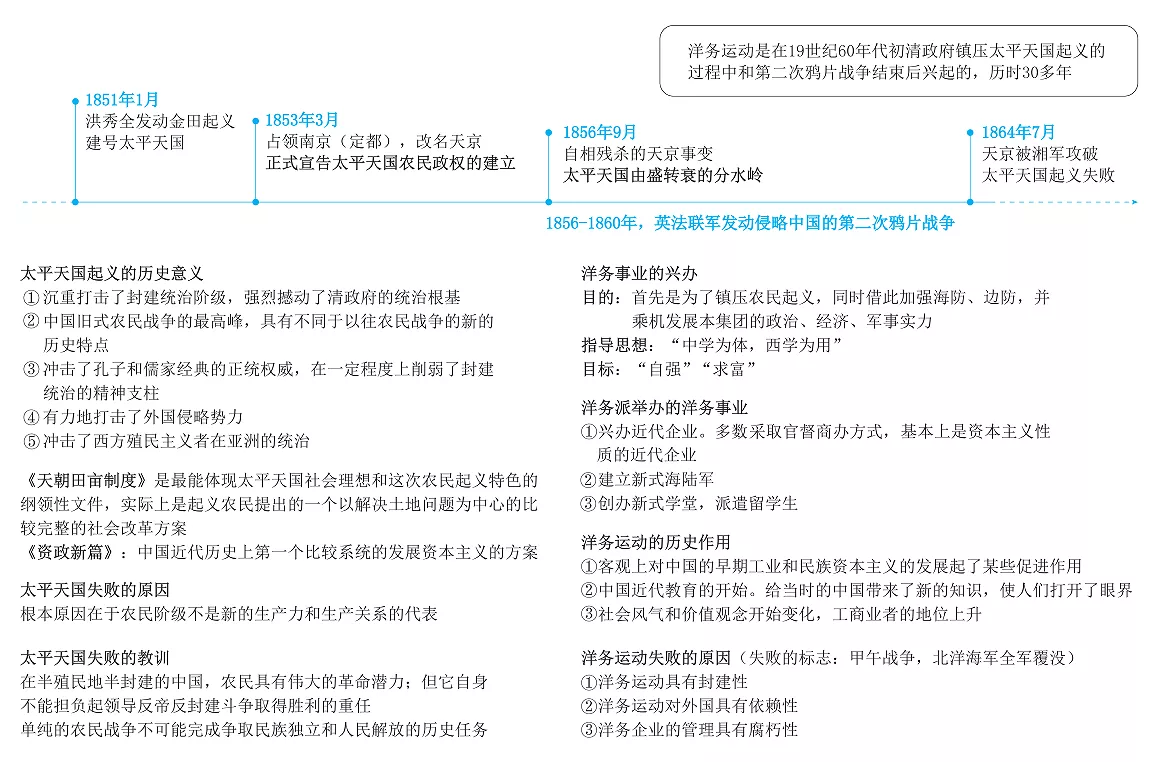 洋务运动是在19世纪60年代初清政府镇压太平天国起义的
过程中和第二次鸦片战争结束后兴起的，历时30多年
1851年1月
洪秀全发动金田起义
建号太平天国
1853年3月
占领南京（定都），改名天京
正式宣告太平天国农民政权的建立
1856年9月
自相残杀的天京事变
太平天国由盛转衰的分水岭
1864年7月
天京被湘军攻破
太平天国起义失败
1856-1860年，英法联军发动侵略中国的第二次鸦片战争
太平天国起义的历史意义
①沉重打击了封建统治阶级，强烈撼动了清政府的统治根基
②中国旧式农民战争的最高峰，具有不同于以往农民战争的新的
历史特点
③冲击了孔子和儒家经典的正统权威，在一定程度上削弱了封建
统治的精神支柱
④有力地打击了外国侵略势力
⑤冲击了西方殖民主义者在亚洲的统治
《天朝田亩制度》是最能体现太平天国社会理想和这次农民起义特色的
纲领性文件，实际上是起义农民提出的一个以解决土地问题为中心的比
较完整的社会改革方案
《资政新篇》：中国近代历史上第一个比较系统的发展资本主义的方案
太平天国失败的原因
根本原因在于农民阶级不是新的生产力和生产关系的代表
太平天国失败的教训
在半殖民地半封建的中国，农民具有伟大的革命潜力；但它自身
不能担负起领导反帝反封建斗争取得胜利的重任
单纯的农民战争不可能完成争取民族独立和人民解放的历史任务
洋务事业的兴办
目的：首先是为了镇压农民起义，同时借此加强海防、边防，并
乘机发展本集团的政治、经济、军事实力
指导思想：“中学为体，西学为用”
目标：“自强”“求富”
洋务派举办的洋务事业
①兴办近代企业。多数采取官督商办方式，基本上是资本主义性
质的近代企业
②建立新式海陆军
③创办新式学堂，派遣留学生
洋务运动的历史作用
①客观上对中国的早期工业和民族资本主义的发展起了某些促进作用
②中国近代教育的开始。给当时的中国带来了新的知识，使人们打开了眼界
③社会风气和价值观念开始变化，工商业者的地位上升
洋务运动失败的原因（失败的标志：甲午战争，北洋海军全军覆没）
①洋务运动具有封建性
②洋务运动对外国具有依赖性
③洋务企业的管理具有腐朽性